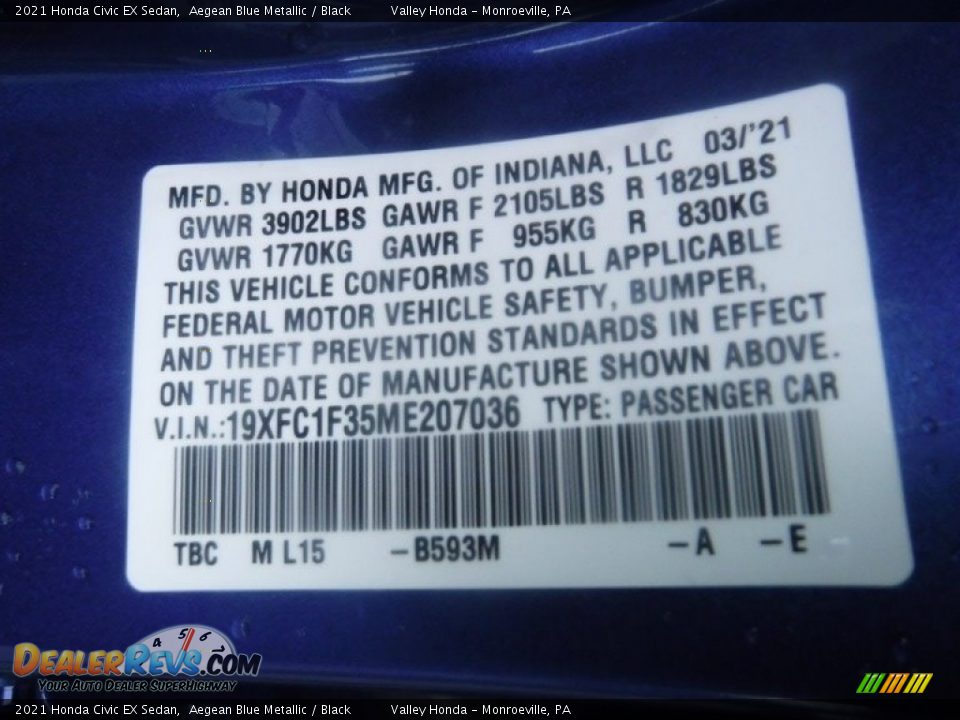 2021 Honda Civic EX Sedan,  Aegean Blue Metallic / Black          Valley Honda - Monroeville, PA
MFD. BY HONDA MFG. OF INDIANA, LLC 03/'21
GVWR 3902LBS GAWR F 2105LBS R 1829LBS
GVWR 1770KG GAWR F 955KG R 830KG
THIS VEHICLE CONFORMS TO ALL APPLICABLE
FEDERAL MOTOR VEHICLE SAFETY, BUMPER,
AND THEFT PREVENTION STANDARDS IN EFFECT
ON THE DATE OF MANUFACTURE SHOWN ABOVE.
V.I.N.:19XFC1F35ME207036 TYPE: PASSENGER CAR
TBC M L15 -B593M -A -E
4 5 6
DEALERREVS.COM
YOUR AUTO DEALER SUPERHIGHWAY
2021 Honda Civic EX Sedan,  Aegean Blue Metallic / Black          Valley Honda - Monroeville, PA